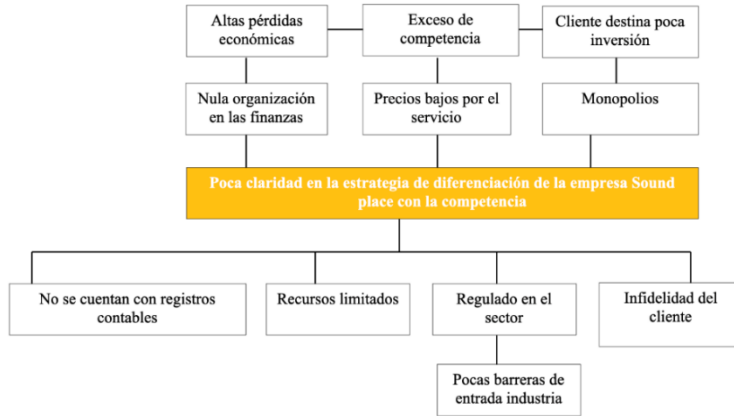 Altas pérdidas
económicas
Exceso de
competencia
Cliente destina poca
inversión
Nula organización
en las finanzas
Precios bajos por el
servicio
Monopolios
Poca claridad en la estrategia de diferenciación de la empresa Sound
place con la competencia
No se cuentan con registros
contables
Recursos limitados
Regulado en el
sector
Infidelidad del
cliente
Pocas barreras de
entrada industria